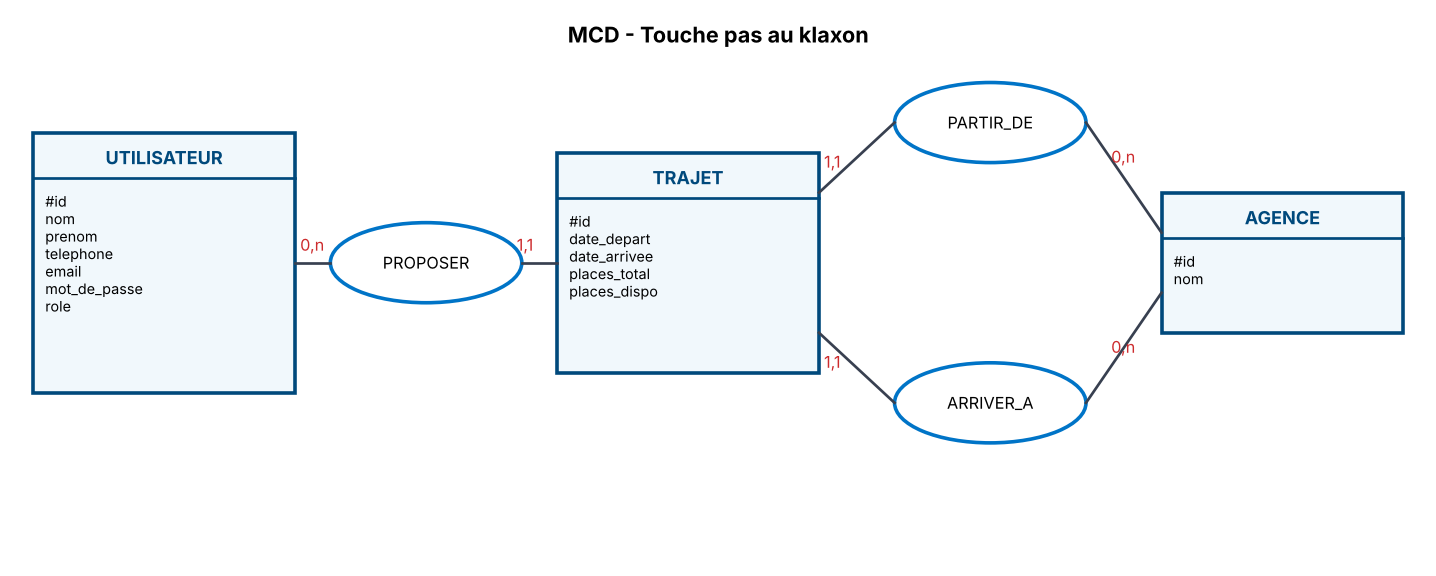 MCD - Touche pas au klaxon
UTILISATEUR
#id
nom
prenom
telephone
email
mot_de_passe
role
0,n
PROPOSER
1,1
TRAJET
#id
date_depart
date_arrivee
places_total
places_dispo
1,1
PARTIR_DE
0,n
1,1
ARRIVER_A
0,n
AGENCE
#id
nom